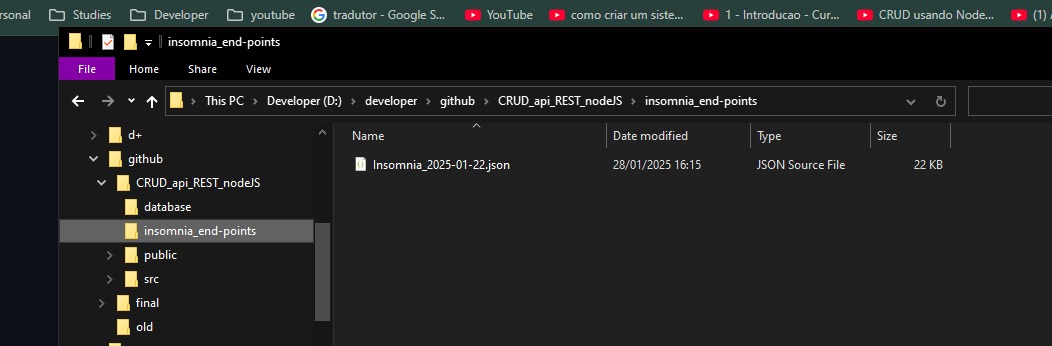 rsonal Studies Developer youtube tradutor - Google S... YouTube como criar um siste... 1 - Introducao - Cur... CRUD usando Node... (1)
insomnia_end-points
File Home Share View
This PC > Developer (D:) > developer > github > CRUD_api_REST_nodeJS > insomnia_end-points
d+
github
CRUD_api_REST_nodeJS
database
insomnia_end-points
public
src
final
old
Name Date modified Type Size
Insomnia_2025-01-22.json 28/01/2025 16:15 JSON Source File 22 KB